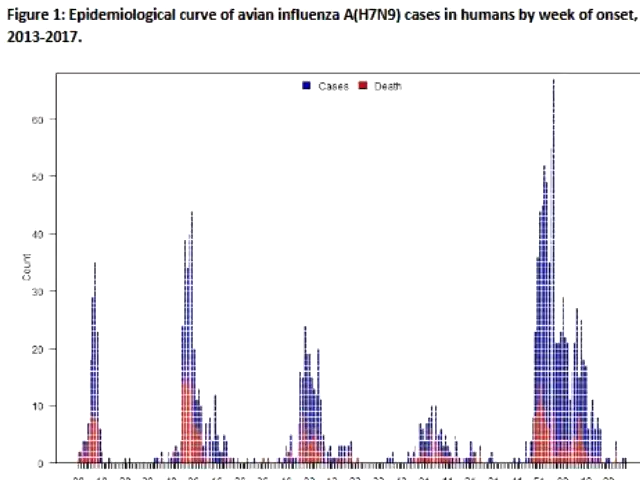 Figure 1: Epidemiological curve of avian influenza A(H7N9) cases in humans by week of onset,
2013-2017.
Cases Death
60
50
40
30
20
10
0
Count